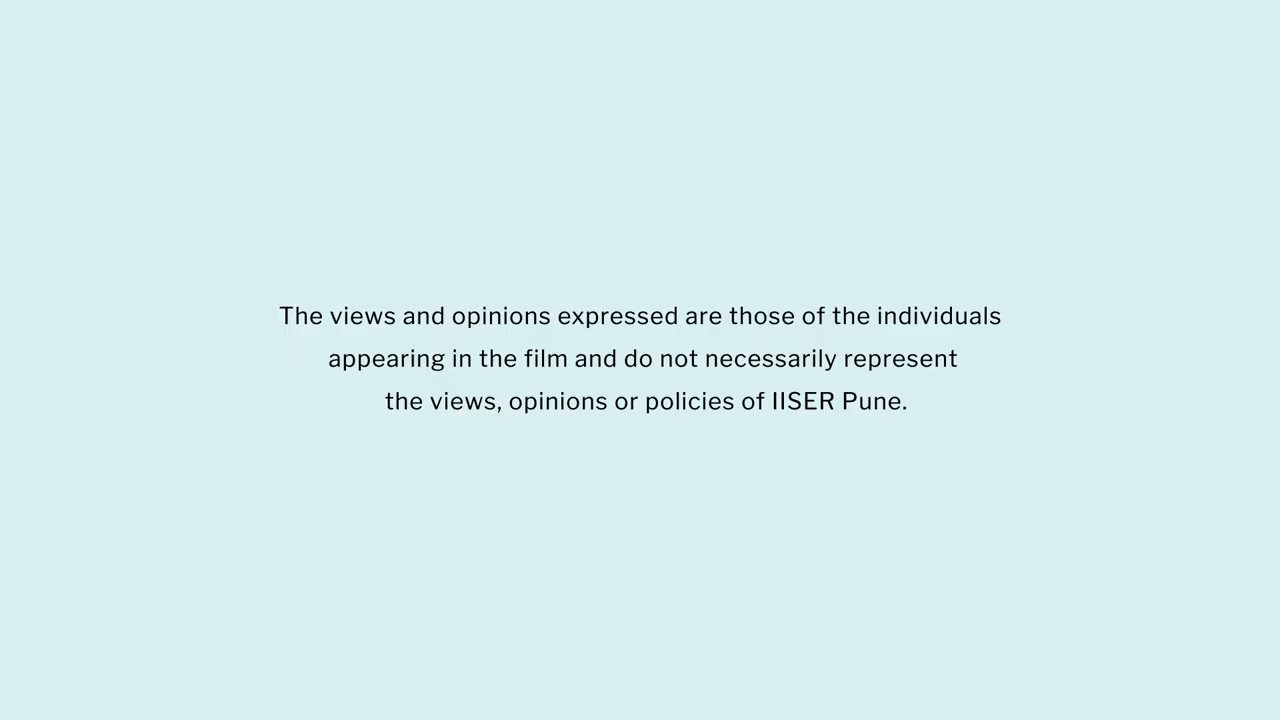 The views and opinions expressed are those of the individuals
appearing in the film and do not necessarily represent
the views, opinions or policies of IISER Pune.